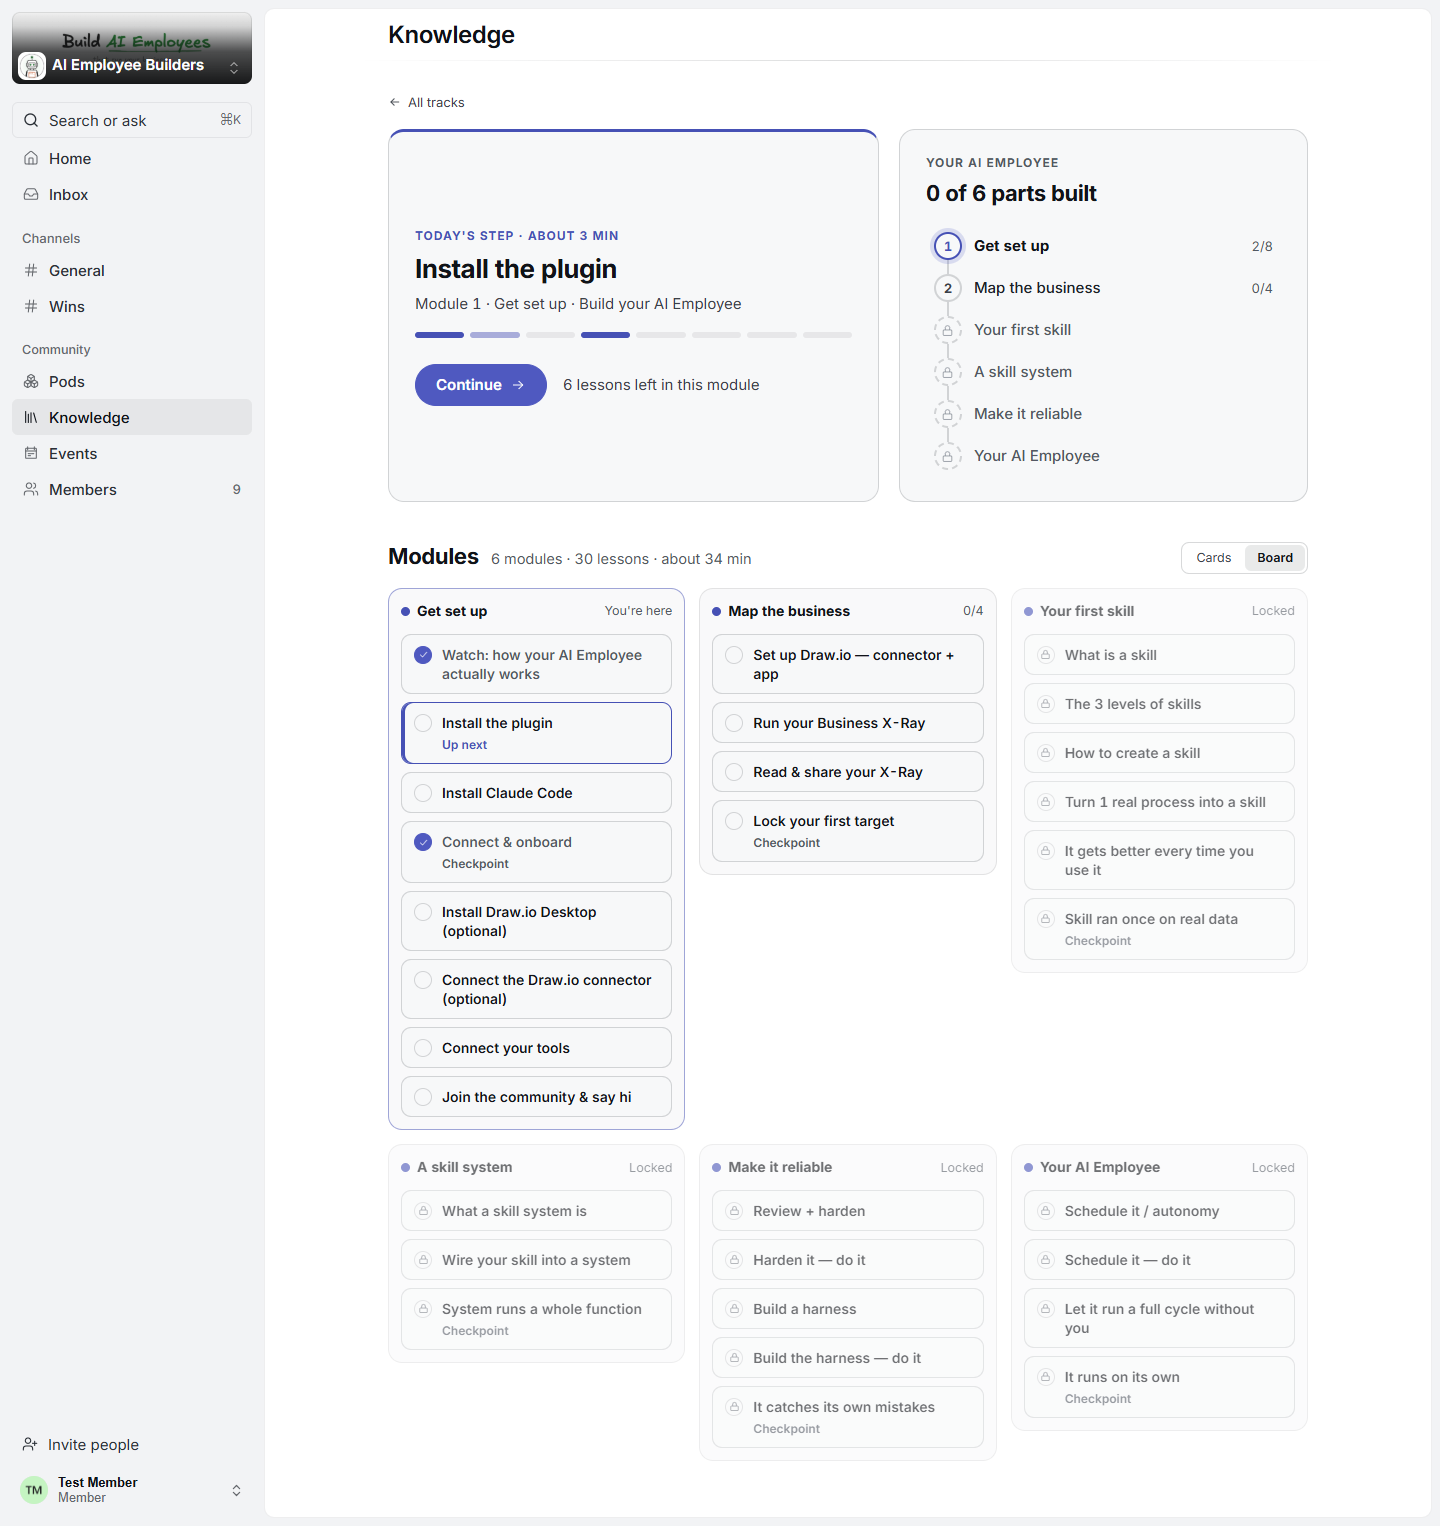 Build AI Employees
AI Employee Builders
Search or ask
⌘K
Home
Inbox
Channels
General
Wins
Community
Pods
Knowledge
Events
Members
9
Invite people
TM
Test Member
Member
Knowledge
← All tracks
TODAY'S STEP · ABOUT 3 MIN
Install the plugin
Module 1 · Get set up · Build your AI Employee
Continue →
6 lessons left in this module
YOUR AI EMPLOYEE
0 of 6 parts built
1 Get set up 2/8
2 Map the business 0/4
Your first skill
A skill system
Make it reliable
Your AI Employee
Modules
6 modules · 30 lessons · about 34 min
Cards
Board
Get set up
You're here
Watch: how your AI Employee
actually works
Install the plugin
Up next
Install Claude Code
Connect & onboard
Checkpoint
Install Draw.io Desktop
(optional)
Connect the Draw.io connector
(optional)
Connect your tools
Join the community & say hi
Map the business
0/4
Set up Draw.io — connector +
app
Run your Business X-Ray
Read & share your X-Ray
Lock your first target
Checkpoint
Your first skill
Locked
What is a skill
The 3 levels of skills
How to create a skill
Turn 1 real process into a skill
It gets better every time you
use it
Skill ran once on real data
Checkpoint
A skill system
Locked
What a skill system is
Wire your skill into a system
System runs a whole function
Checkpoint
Make it reliable
Locked
Review + harden
Harden it — do it
Build a harness
Build the harness — do it
It catches its own mistakes
Checkpoint
Your AI Employee
Locked
Schedule it / autonomy
Schedule it — do it
Let it run a full cycle without
you
It runs on its own
Checkpoint